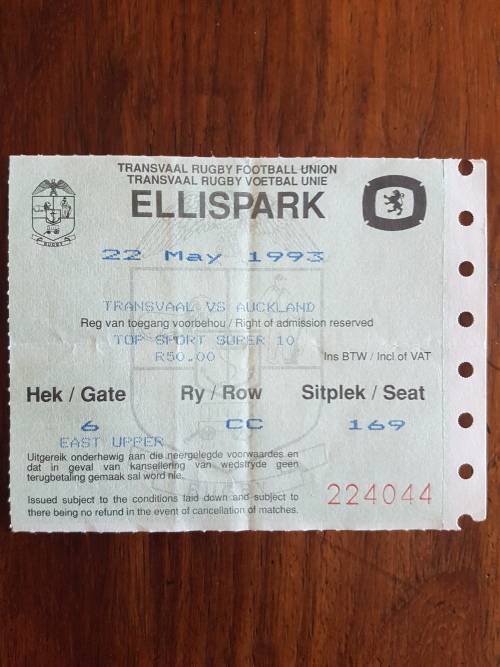 TRANSVAAL RUGBY FOOTBALL UNION
TRANSVAAL RUGBY VOETBAL UNIE
ELLISPARK
RUGBY
22 May 1993
TRANSVAAL VS AUCKLAND
Reg van toegang voorbehou / Right of admission reserved
TOP SPORT SUPER 10
R50.00 Ins BTW / Incl of VAT
Hek / Gate Ry / Row Sitplek / Seat
6 CC 169
EAST UPPER
Uitgereik onderhewig aan die neergelegde voorwaardes en
dat in geval van kansellering van wedstryde geen
terugbetaling gemaak sal word nie.
Issued subject to the conditions laid down and subject to
there being no refund in the event of cancellation of matches.
224044